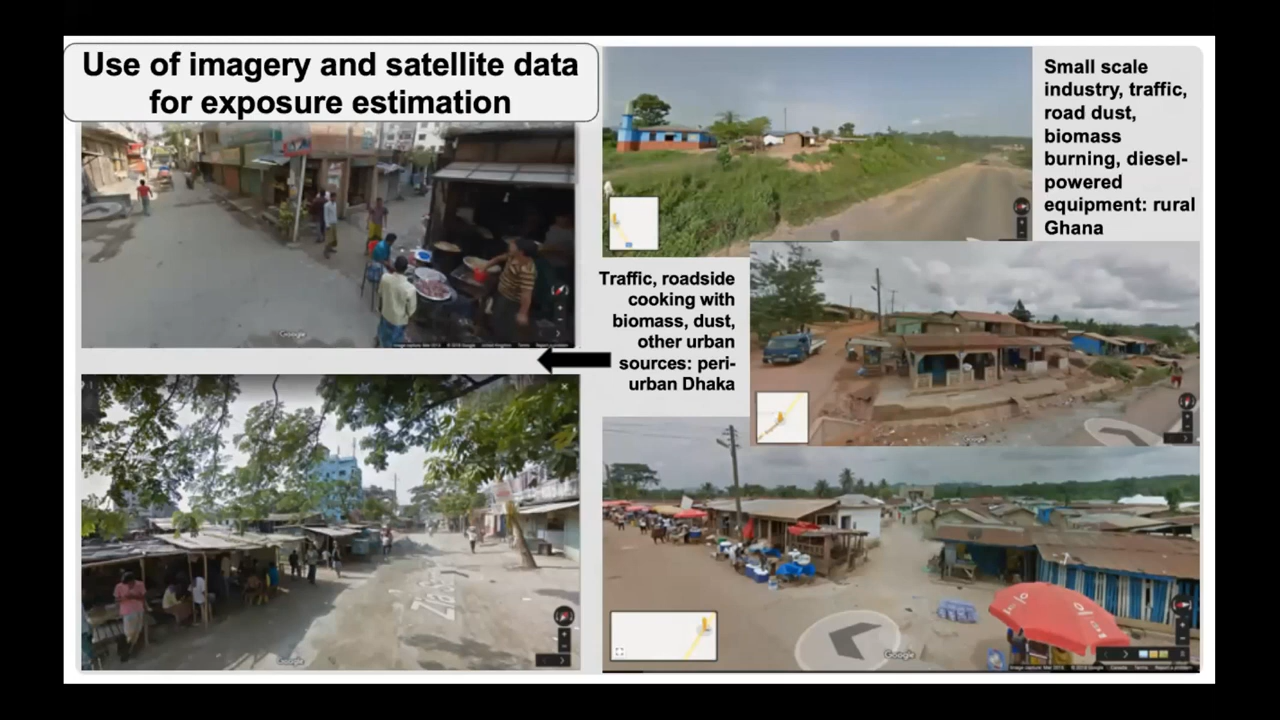 Use of imagery and satellite data
for exposure estimation
Small scale
industry, traffic,
road dust,
biomass
burning, diesel-
powered
equipment: rural
Ghana
Traffic, roadside
cooking with
biomass, dust,
other urban
sources: peri-
urban Dhaka
Google
Google
Google
Google